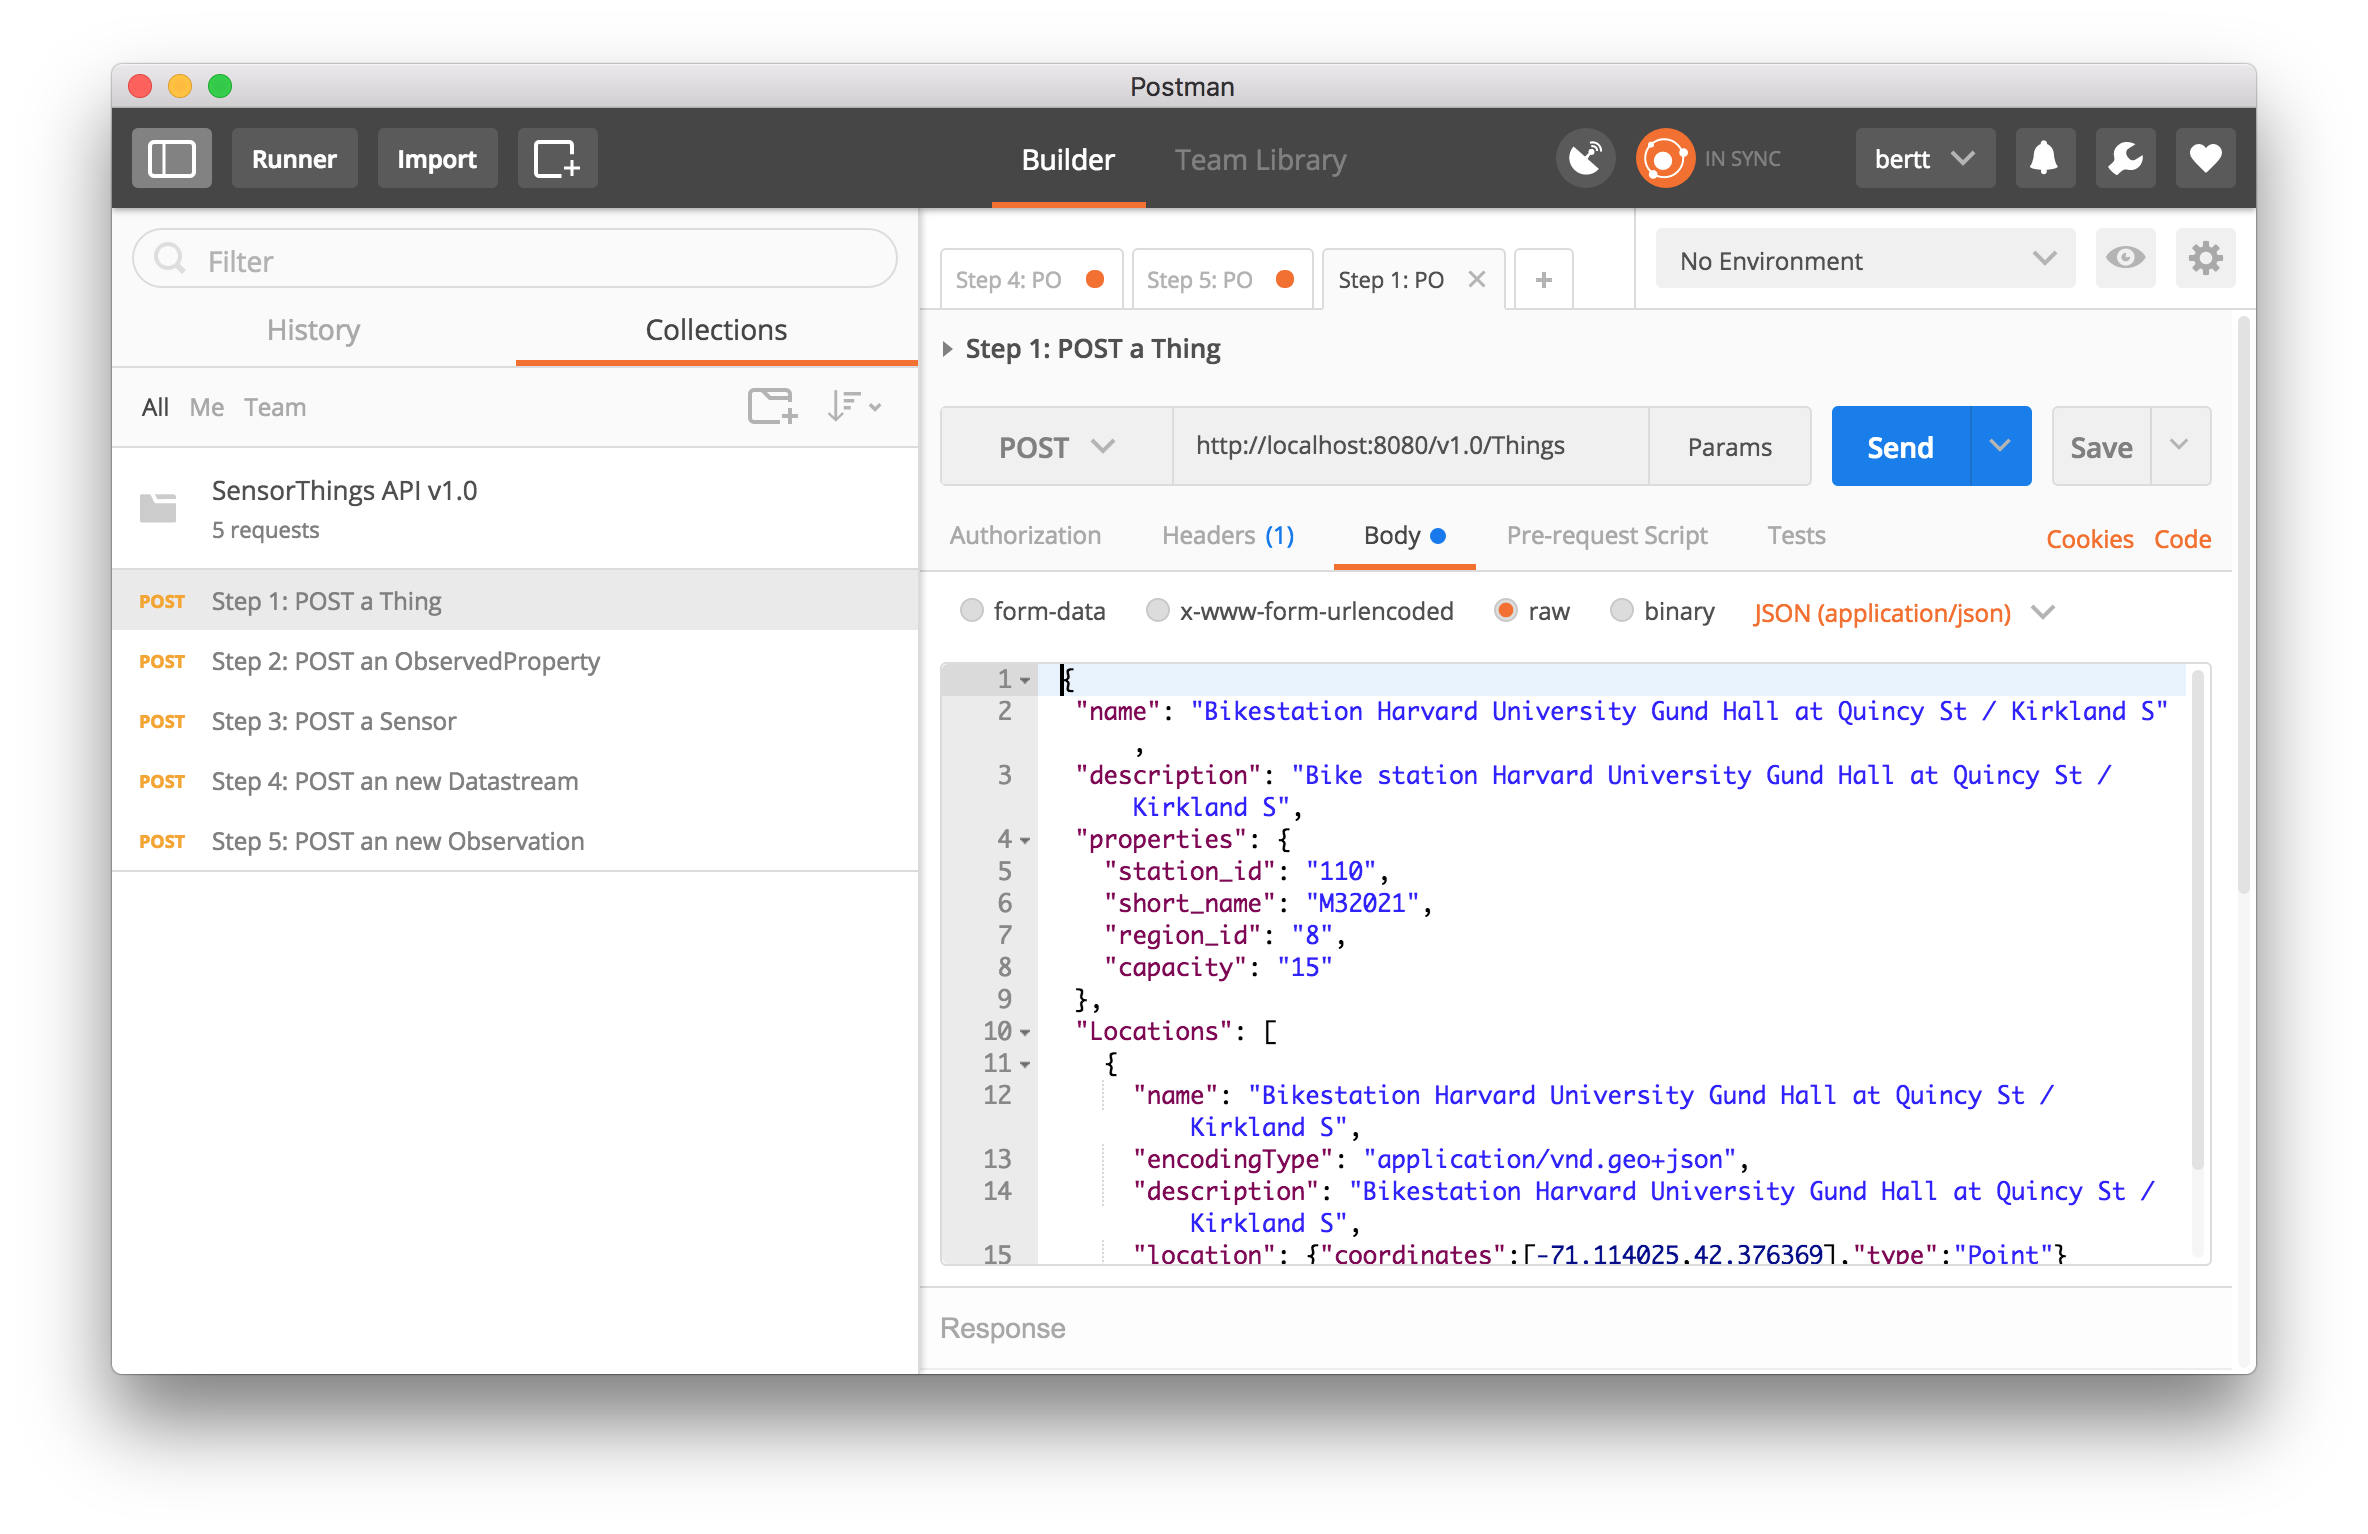 Postman
Runner Import Builder Team Library IN SYNC bertt
Filter
History Collections
All Me Team
SensorThings API v1.0
5 requests
POST Step 1: POST a Thing
POST Step 2: POST an ObservedProperty
POST Step 3: POST a Sensor
POST Step 4: POST an new Datastream
POST Step 5: POST an new Observation
Step 4: PO Step 5: PO Step 1: PO
No Environment
Step 1: POST a Thing
POST http://localhost:8080/v1.0/Things Params Send Save
Authorization Headers (1) Body Pre-request Script Tests Cookies Code
form-data x-www-form-urlencoded raw binary JSON (application/json)
1 {
2 "name": "Bikestation Harvard University Gund Hall at Quincy St / Kirkland S"
,
3 "description": "Bike station Harvard University Gund Hall at Quincy St /
Kirkland S",
4 "properties": {
5 "station_id": "110",
6 "short_name": "M32021",
7 "region_id": "8",
8 "capacity": "15"
9 },
10 "Locations": [
11 {
12 "name": "Bikestation Harvard University Gund Hall at Quincy St /
Kirkland S",
13 "encodingType": "application/vnd.geo+json",
14 "description": "Bikestation Harvard University Gund Hall at Quincy St /
Kirkland S",
15 "location": {"coordinates":[-71.114025,42.376369],"type":"Point"}
Response